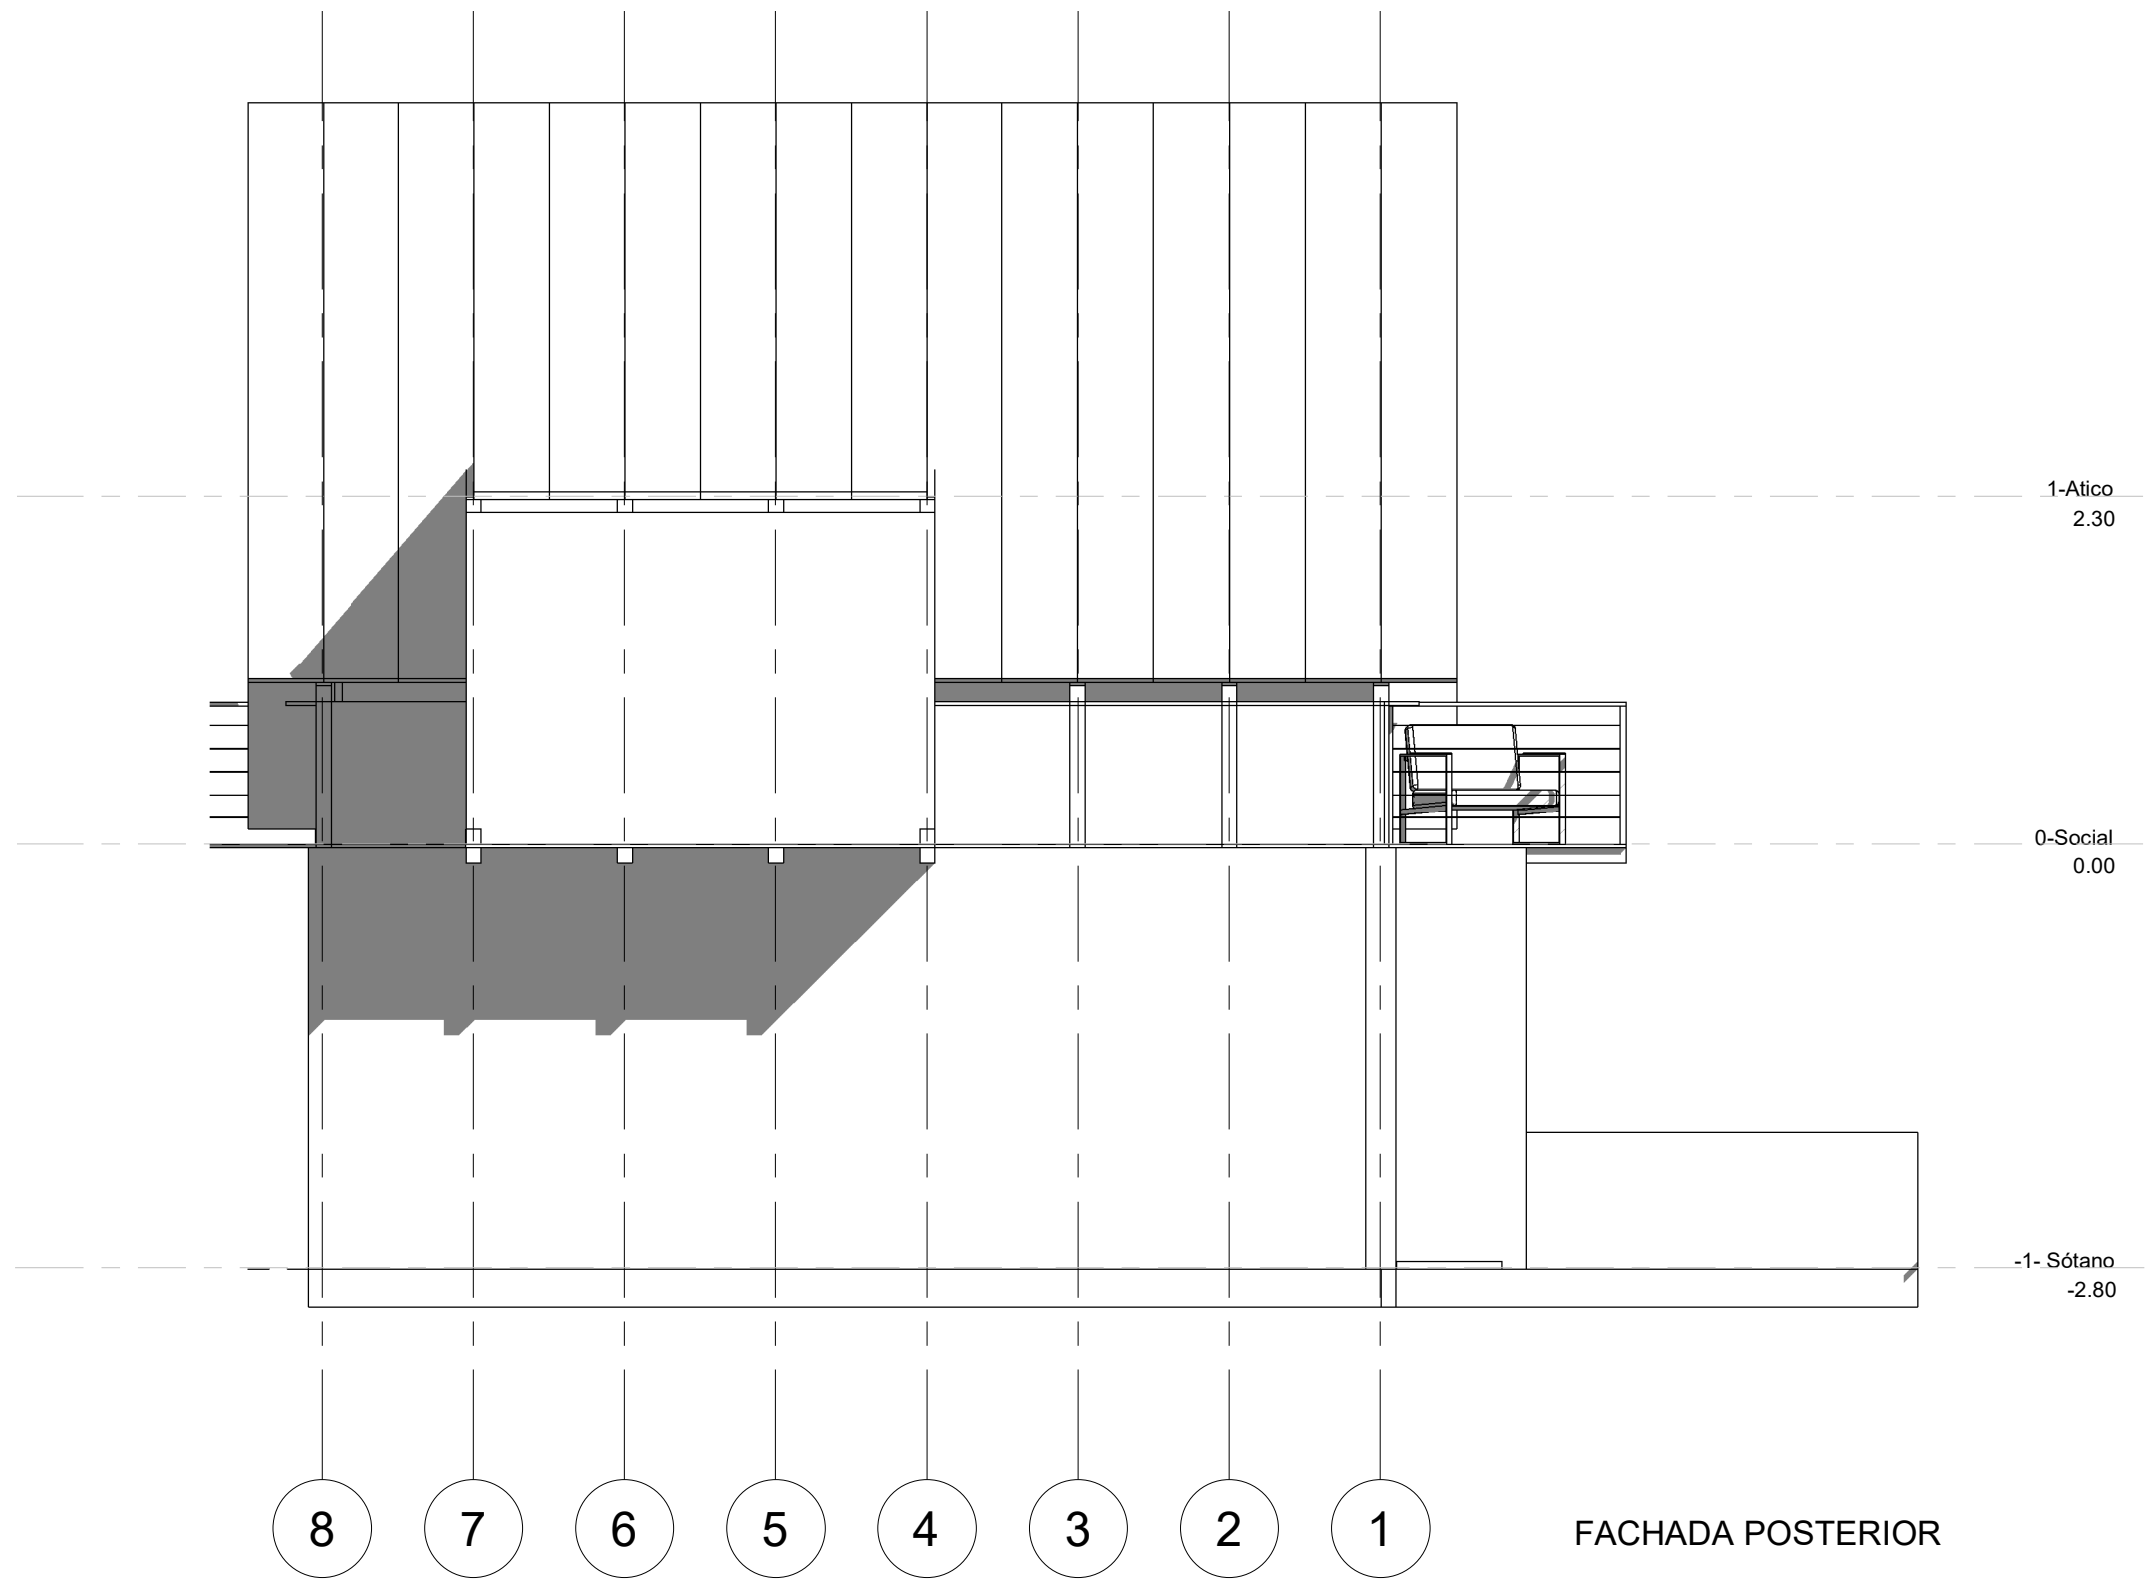 1-Atico
2.30
0-Social
0.00
-1- Sótano
-2.80
8 7 6 5 4 3 2 1
FACHADA POSTERIOR